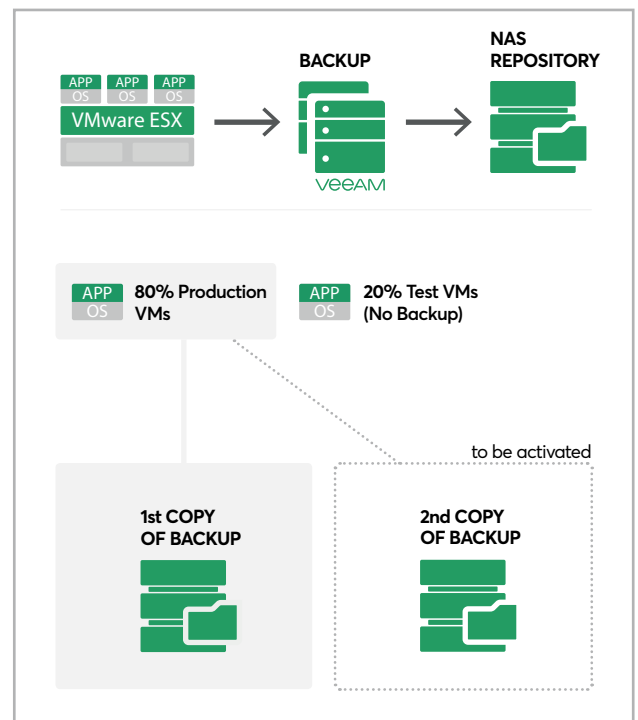 BACKUP
NAS
REPOSITORY
APP APP APP
OS OS OS
VMware ESX
veeAM
APP
OS
80% Production
VMs
APP
OS
20% Test VMs
(No Backup)
to be activated
1st COPY
OF BACKUP
2nd COPY
OF BACKUP